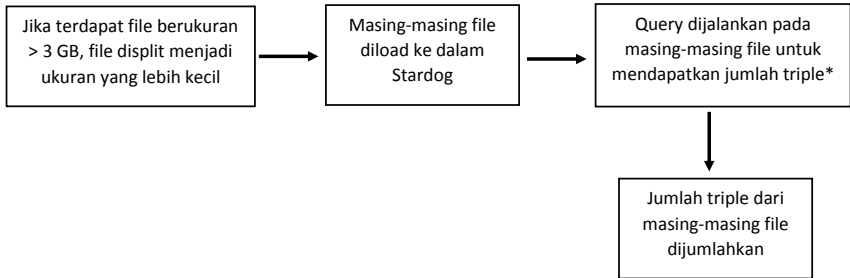 Jika terdapat file berukuran
> 3 GB, file displit menjadi
ukuran yang lebih kecil
Masing-masing file
diload ke dalam
Stardog
Query dijalankan pada
masing-masing file untuk
mendapatkan jumlah triple*
Jumlah triple dari
masing-masing file
dijumlahkan